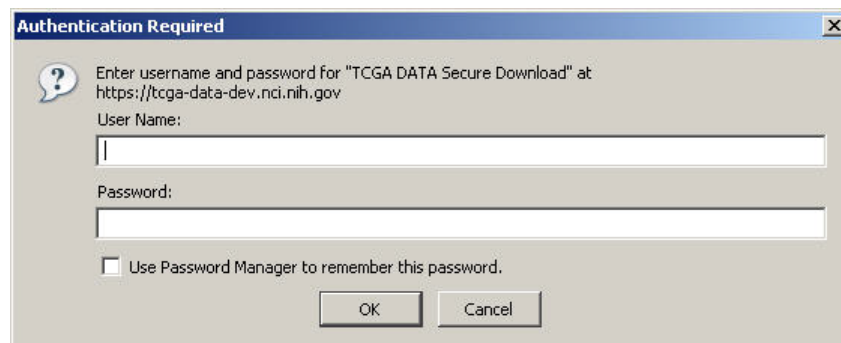 Authentication Required
Enter username and password for "TCGA DATA Secure Download" at
https://tcga-data-dev.nci.nih.gov
User Name:
Password:
Use Password Manager to remember this password.
OK
Cancel